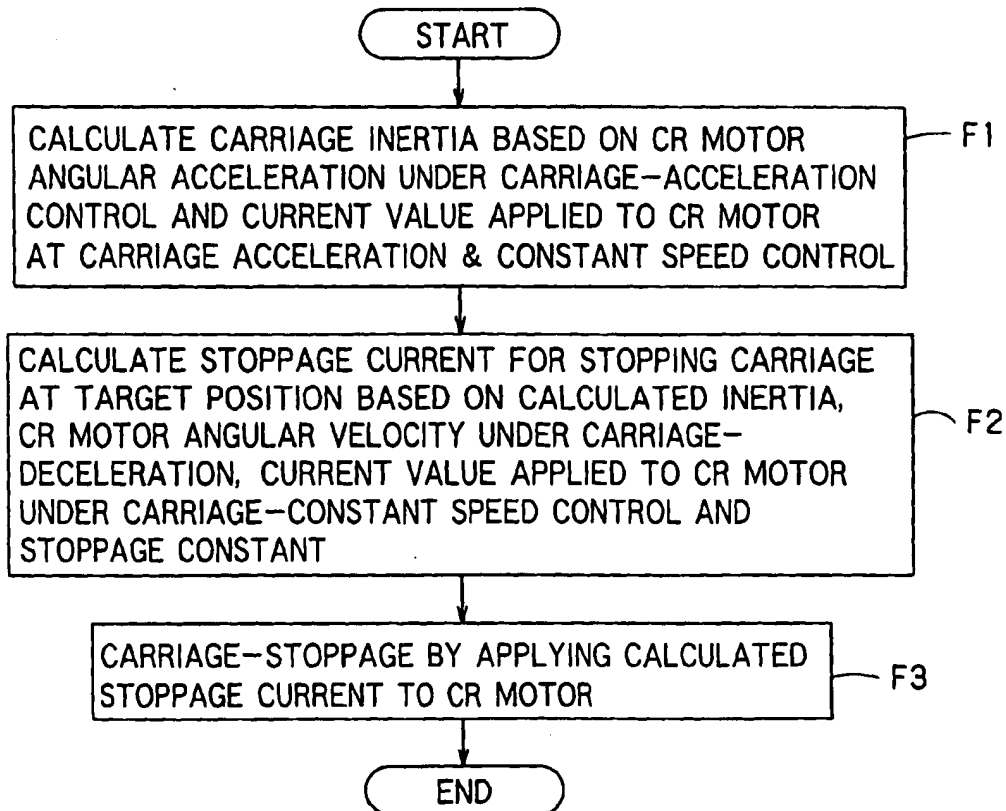 START
CALCULATE CARRIAGE INERTIA BASED ON CR MOTOR
ANGULAR ACCELERATION UNDER CARRIAGE-ACCELERATION
CONTROL AND CURRENT VALUE APPLIED TO CR MOTOR
AT CARRIAGE ACCELERATION & CONSTANT SPEED CONTROL
F1
CALCULATE STOPPAGE CURRENT FOR STOPPING CARRIAGE
AT TARGET POSITION BASED ON CALCULATED INERTIA,
CR MOTOR ANGULAR VELOCITY UNDER CARRIAGE-
DECELERATION, CURRENT VALUE APPLIED TO CR MOTOR
UNDER CARRIAGE-CONSTANT SPEED CONTROL AND
STOPPAGE CONSTANT
F2
CARRIAGE-STOPPAGE BY APPLYING CALCULATED
STOPPAGE CURRENT TO CR MOTOR
F3
END